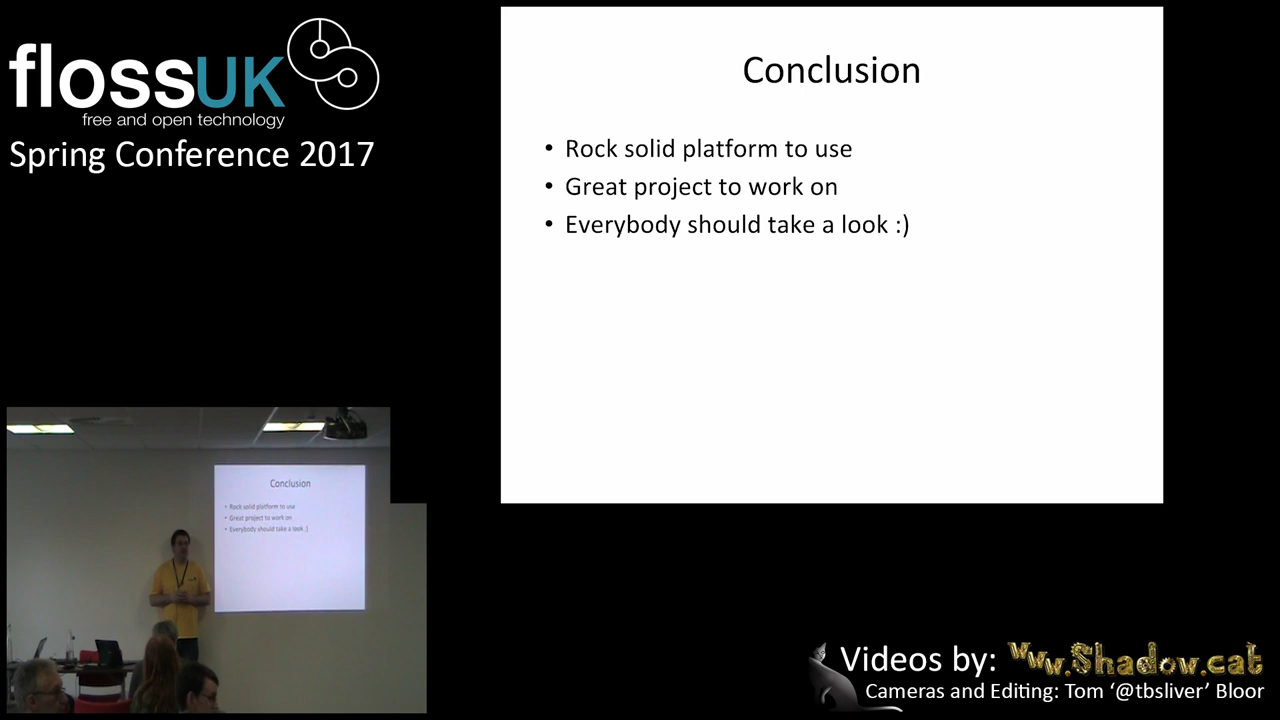 flossUK
free and open technology
Spring Conference 2017
Conclusion
• Rock solid platform to use
• Great project to work on
• Everybody should take a look :)
Conclusion
• Rock solid platform to use
• Great project to work on
• Everybody should take a look :)
Videos by: Www.Shadow.cat
Cameras and Editing: Tom '@tbsliver' Bloor